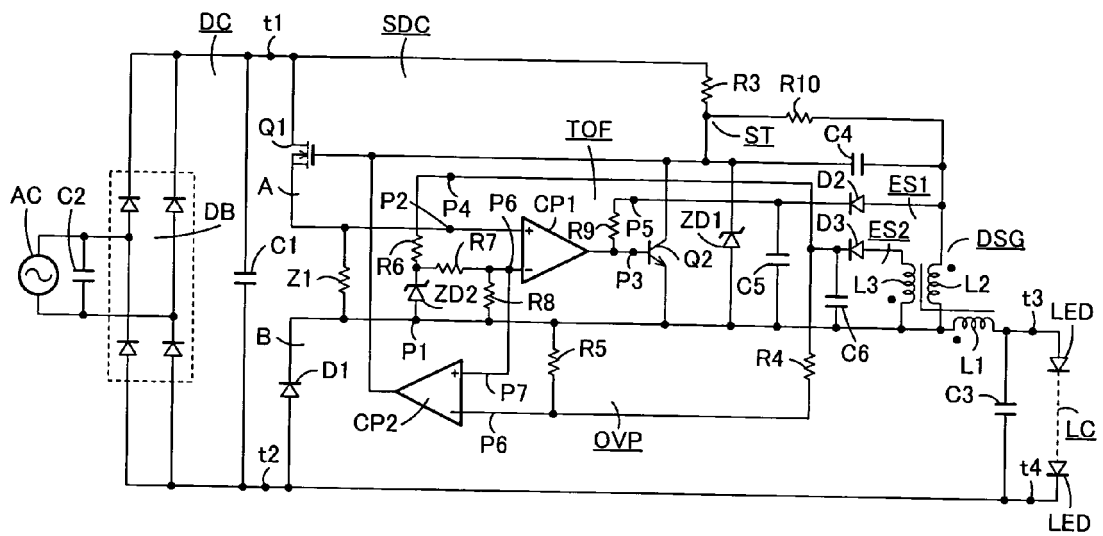 DC
t1
SDC
R3
R10
Q1
TOF
ST
C4
A
AC
C2
DB
P2
P4
P6
CP1
D2
ES1
R9
P5
ZD1
D3
ES2
DSG
R6
R7
P3
Q2
C5
C1
Z1
ZD2
R8
L3
L2
t3
LED
B
P1
R5
R4
C6
L1
D1
P7
C3
CP2
P6
OVP
LC
t2
t4
LED